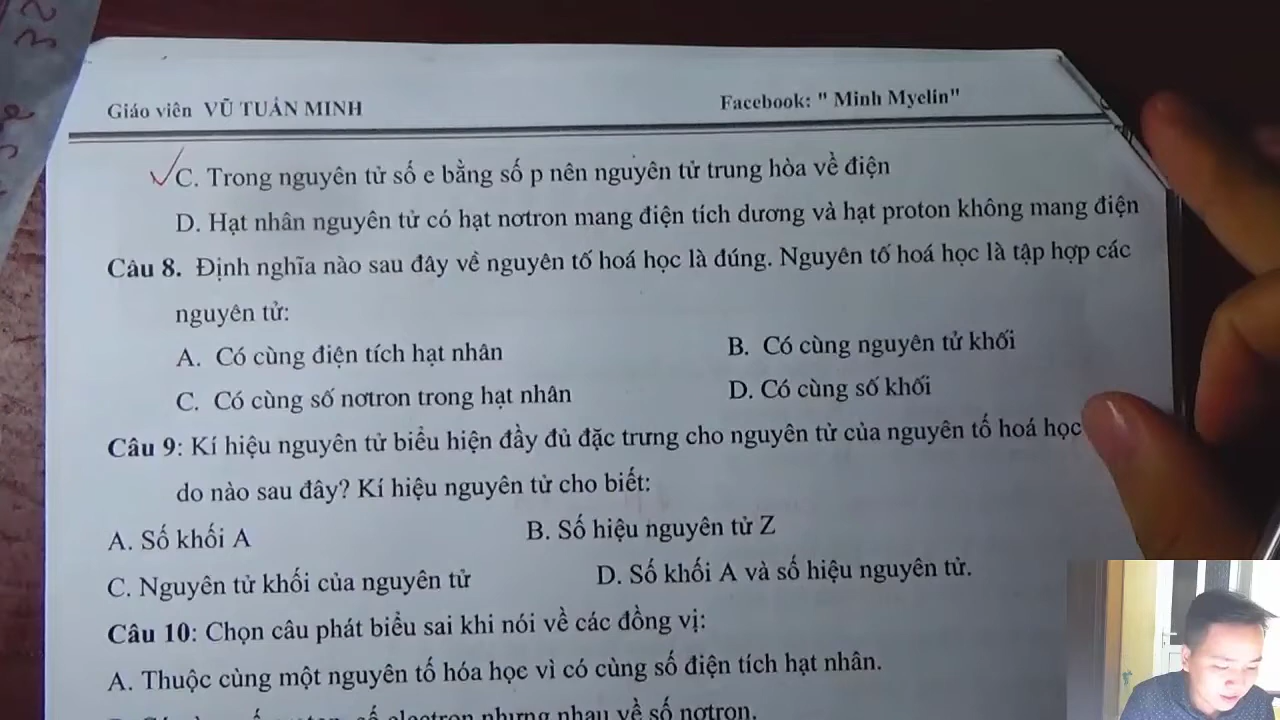 Giáo viên VŨ TUẤN MINH
Facebook: " Minh Myelin"
C. Trong nguyên tử số e bằng số p nên nguyên tử trung hòa về điện
D. Hạt nhân nguyên tử có hạt nơtron mang điện tích dương và hạt proton không mang điện
Câu 8. Định nghĩa nào sau đây về nguyên tố hoá học là đúng. Nguyên tố hoá học là tập hợp các
nguyên tử:
A. Có cùng điện tích hạt nhân
B. Có cùng nguyên tử khối
C. Có cùng số nơtron trong hạt nhân
D. Có cùng số khối
Câu 9: Kí hiệu nguyên tử biểu hiện đầy đủ đặc trưng cho nguyên tử của nguyên tố hoá học
do nào sau đây? Kí hiệu nguyên tử cho biết:
A. Số khối A
B. Số hiệu nguyên tử Z
C. Nguyên tử khối của nguyên tử
D. Số khối A và số hiệu nguyên tử.
Câu 10: Chọn câu phát biểu sai khi nói về các đồng vị:
A. Thuộc cùng một nguyên tố hóa học vì có cùng số điện tích hạt nhân.
electron nhưng nhau về số nơtron.